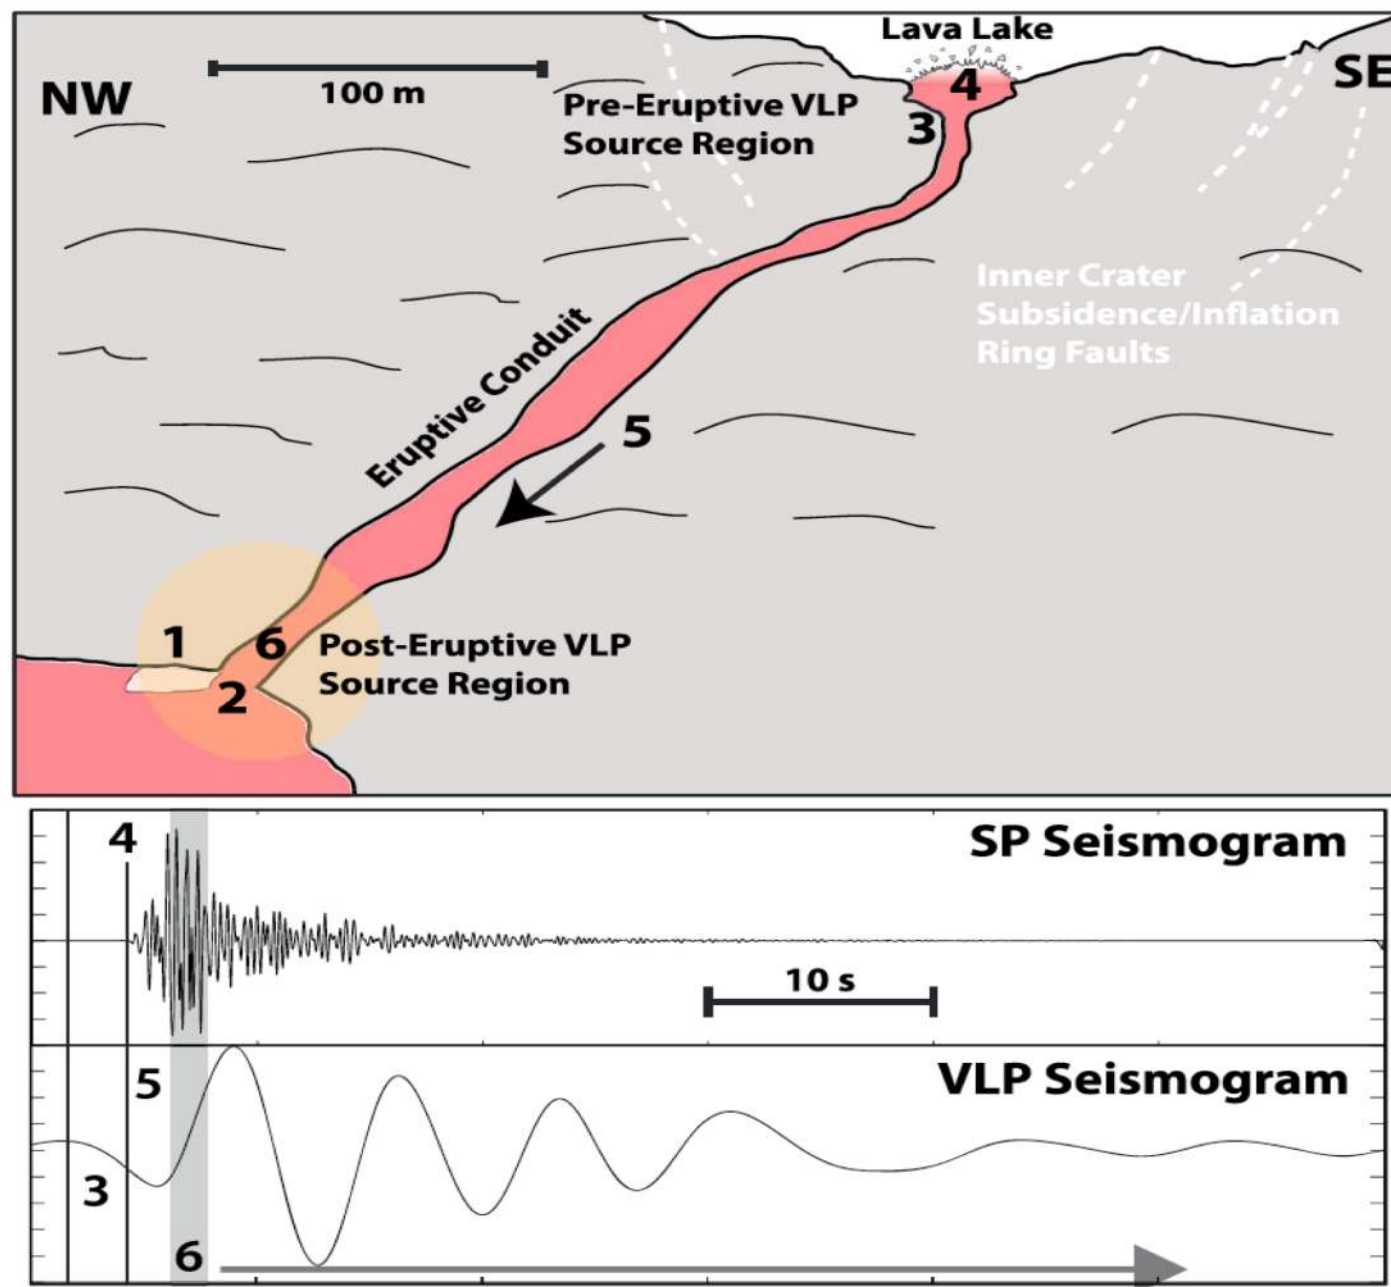 Lava Lake
NW
100 m
SE
4
Pre-Eruptive VLP
Source Region
3
Inner Crater
Subsidence/Inflation
Ring Faults
Eruptive Conduit
5
1
6
Post-Eruptive VLP
Source Region
2
4
SP Seismogram
10 s
5
VLP Seismogram
3
6